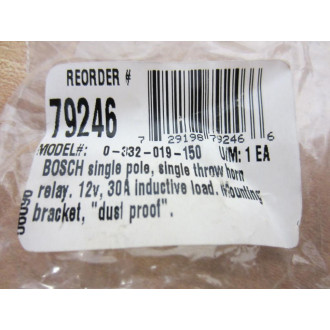 REORDER #
79246
7 29198 79246 6
MODEL#: 0-332-019-150 U/M: 1 EA
BOSCH single pole, single throw horn
relay. 12v, 30A inductive load. Mounting
bracket, "dust proof".